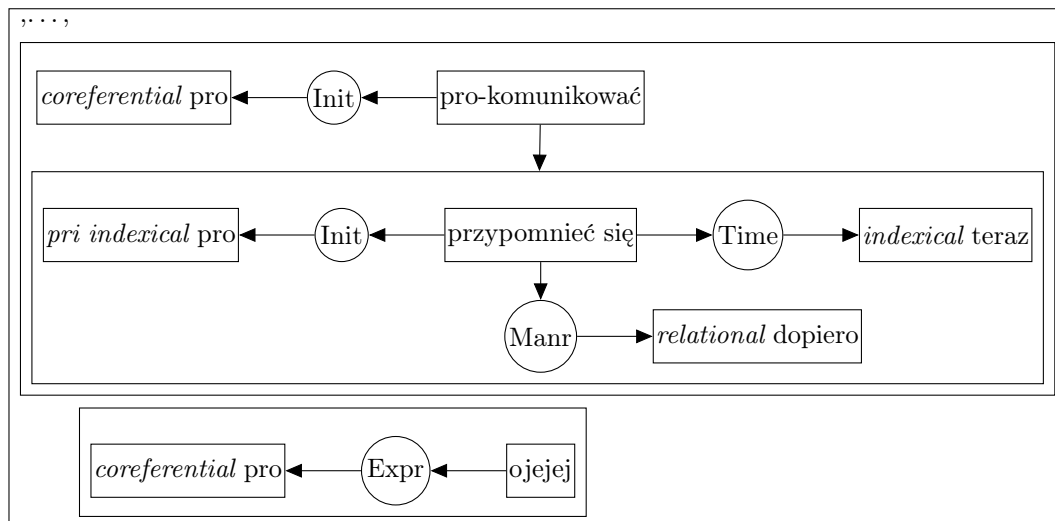 ,. . . ,
coreferential pro Init pro-komunikować
pri indexical pro Init przypomnieć się Time indexical teraz
Manr relational dopiero
coreferential pro Expr ojejej